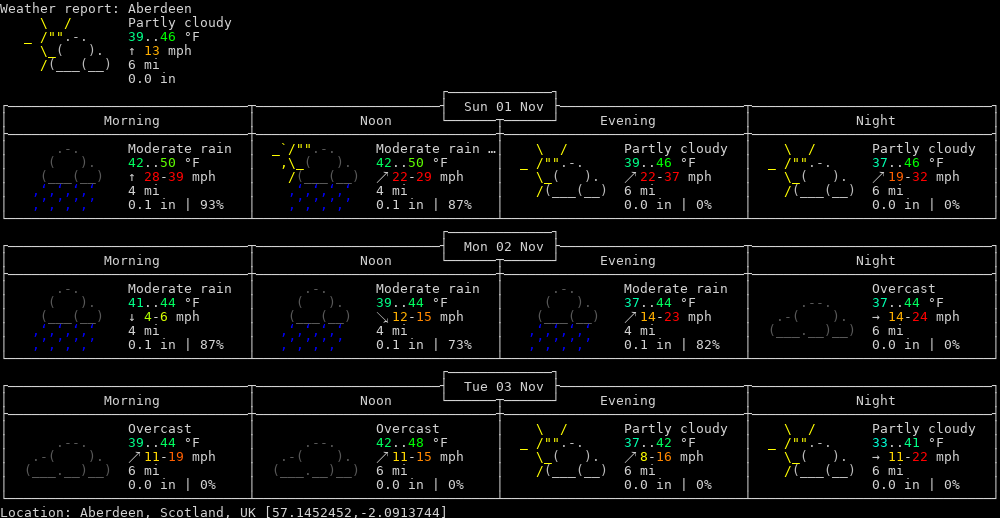 Weather report: Aberdeen
Partly cloudy
39..46 °F
↑ 13 mph
6 mi
0.0 in
Sun 01 Nov
Morning Noon Evening Night
Moderate rain Moderate rain … Partly cloudy Partly cloudy
42..50 °F 42..50 °F 39..46 °F 37..46 °F
↑ 28-39 mph ↗ 22-29 mph ↗ 22-37 mph ↗ 19-32 mph
4 mi 4 mi 6 mi 6 mi
0.1 in | 93% 0.1 in | 87% 0.0 in | 0% 0.0 in | 0%
Mon 02 Nov
Morning Noon Evening Night
Moderate rain Moderate rain Moderate rain Overcast
41..44 °F 39..44 °F 37..44 °F 37..44 °F
↓ 4-6 mph ↘ 12-15 mph ↗ 14-23 mph → 14-24 mph
4 mi 4 mi 4 mi 6 mi
0.1 in | 87% 0.1 in | 73% 0.1 in | 82% 0.0 in | 0%
Tue 03 Nov
Morning Noon Evening Night
Overcast Overcast Partly cloudy Partly cloudy
39..44 °F 42..48 °F 37..42 °F 33..41 °F
↗ 11-19 mph ↗ 11-15 mph ↗ 8-16 mph → 11-22 mph
6 mi 6 mi 6 mi 6 mi
0.0 in | 0% 0.0 in | 0% 0.0 in | 0% 0.0 in | 0%
Location: Aberdeen, Scotland, UK [57.1452452,-2.0913744]